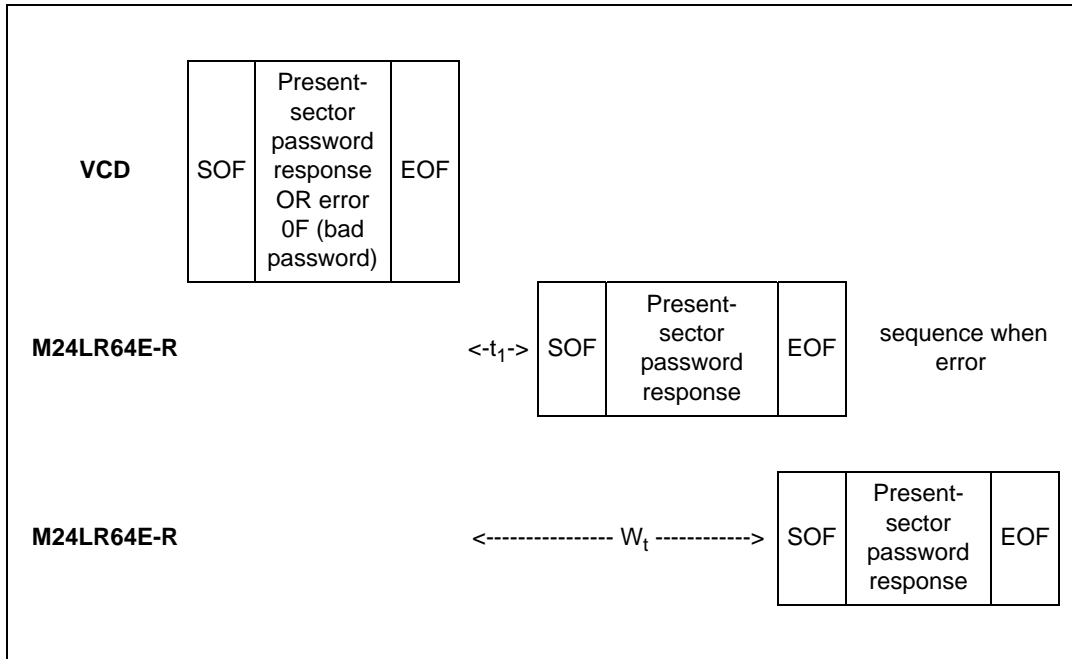 VCD
SOF
Present-
sector
password
response
OR error
0F (bad
password)
EOF
M24LR64E-R
<-t1->
SOF
Present-
sector
password
response
EOF
sequence when
error
M24LR64E-R
<---------------- Wt ------------>
SOF
Present-
sector
password
response
EOF